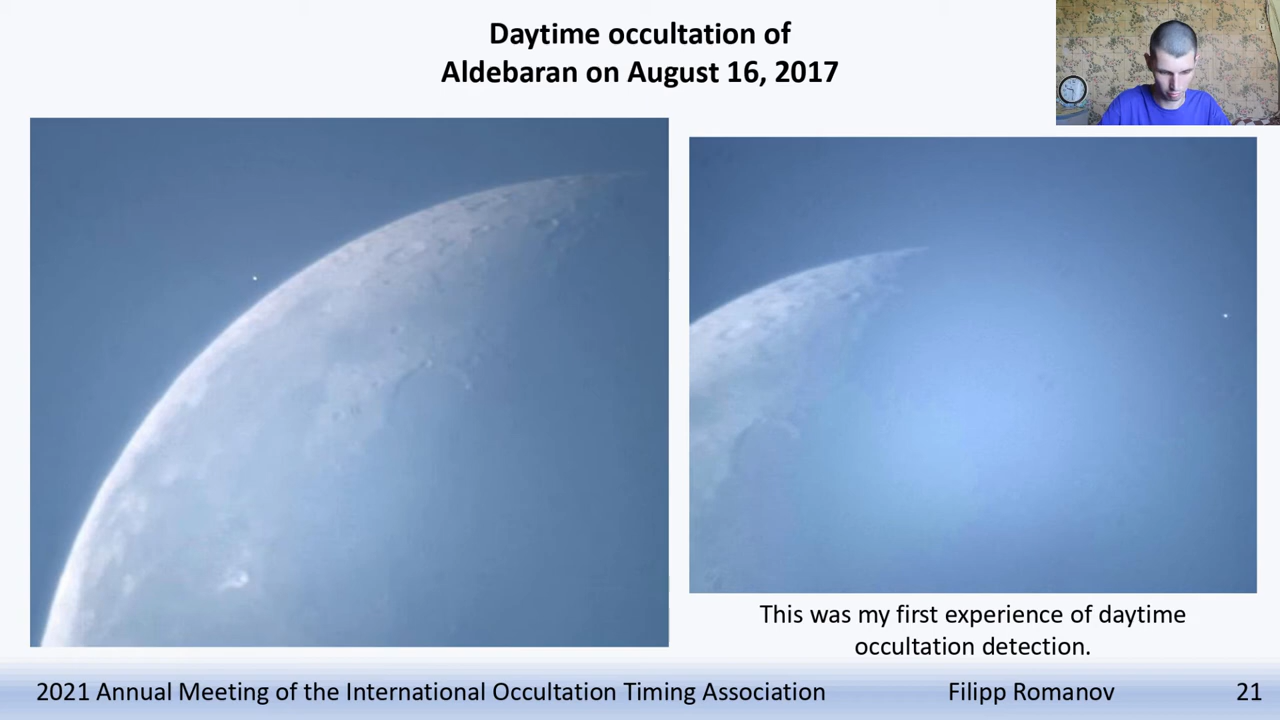 Daytime occultation of
Aldebaran on August 16, 2017
This was my first experience of daytime
occultation detection.
2021 Annual Meeting of the International Occultation Timing Association Filipp Romanov 21